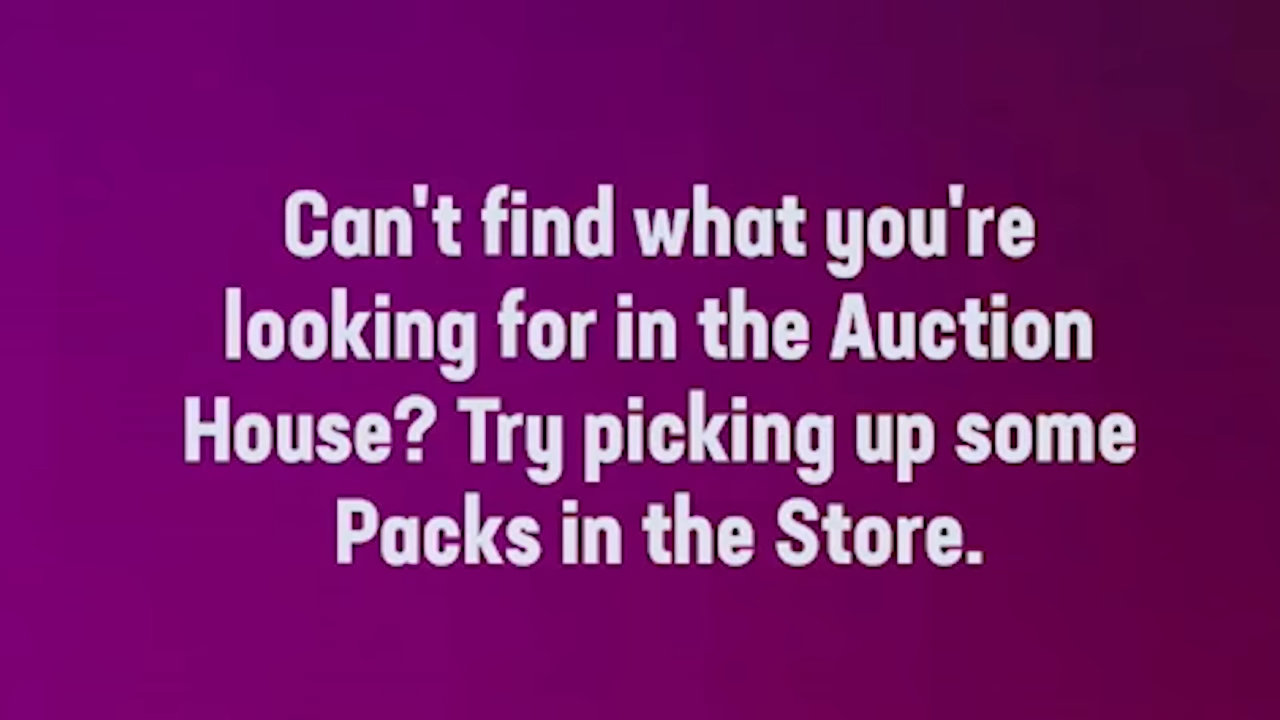 Can't find what you're
looking for in the Auction
House? Try picking up some
Packs in the Store.